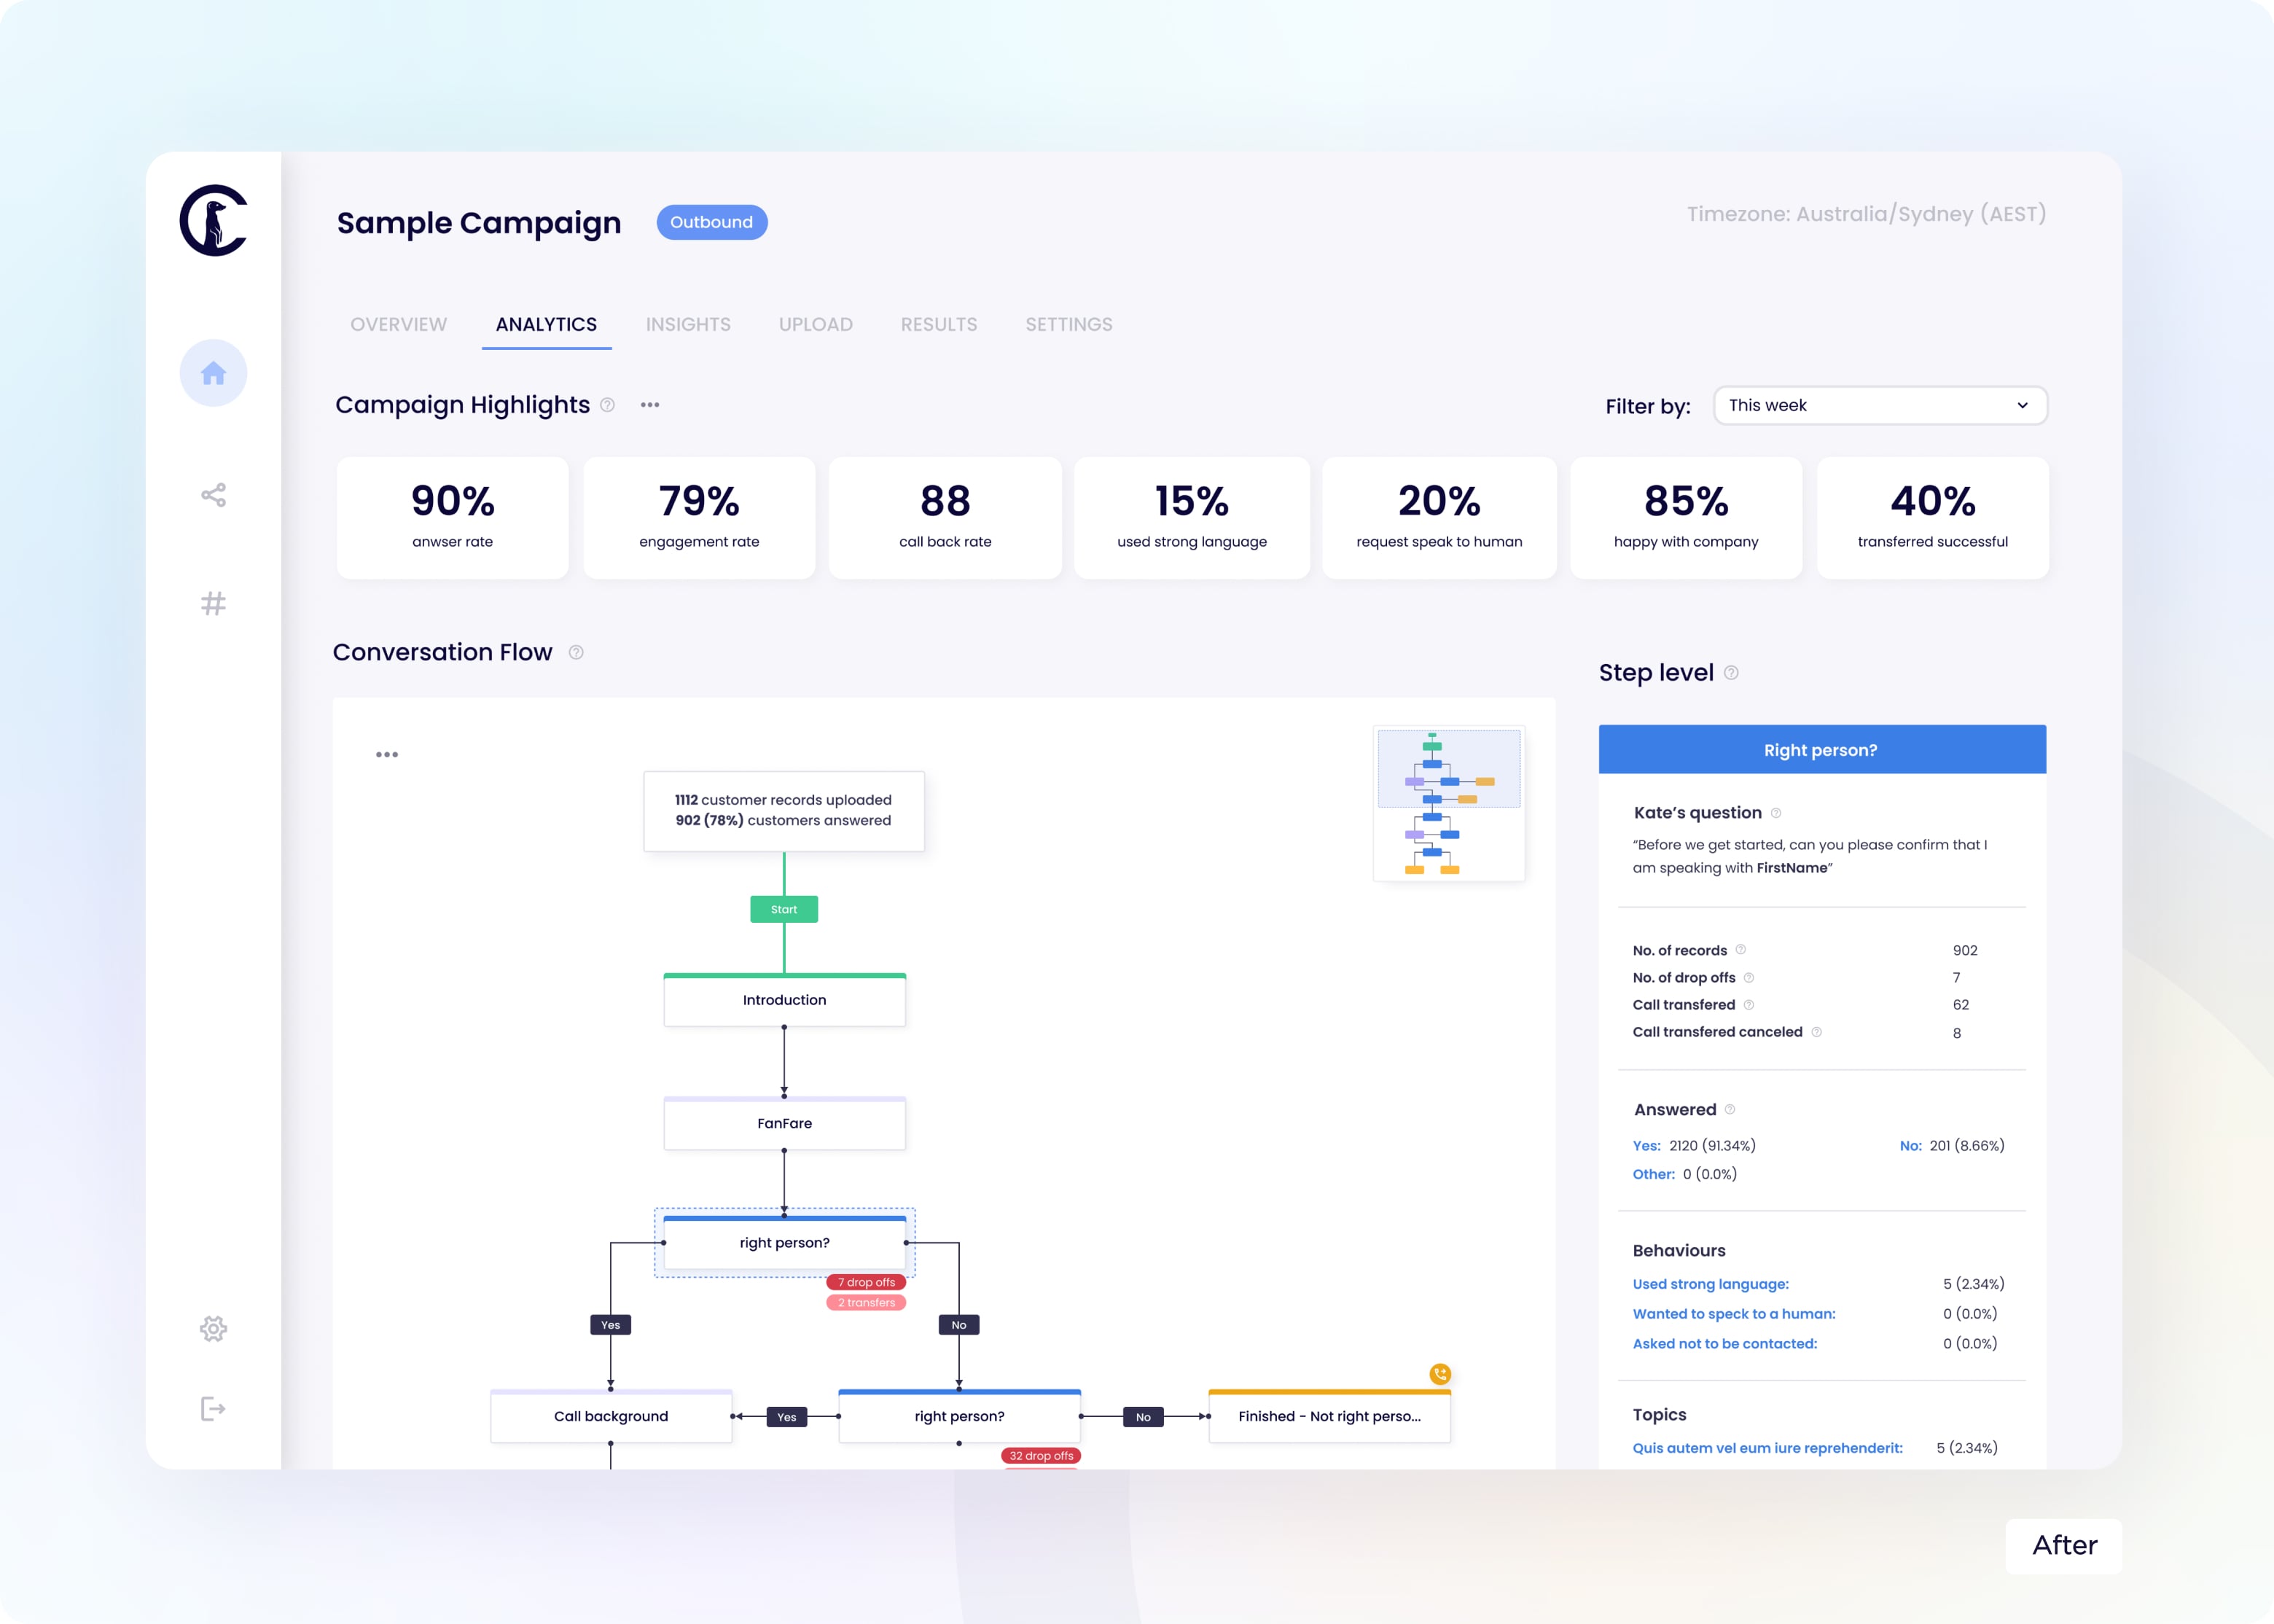 Sample Campaign
Outbound
Timezone: Australia/Sydney (AEST)
OVERVIEW ANALYTICS INSIGHTS UPLOAD RESULTS SETTINGS
Campaign Highlights
Filter by: This week
90%
anwser rate
79%
engagement rate
88
call back rate
15%
used strong language
20%
request speak to human
85%
happy with company
40%
transferred successful
Conversation Flow
1112 customer records uploaded
902 (78%) customers answered
Start
Introduction
FanFare
right person?
7 drop offs
2 transfers
Yes
No
Call background
Yes
right person?
No
Finished - Not right perso...
32 drop offs
Step level
Right person?
Kate's question
“Before we get started, can you please confirm that I
am speaking with FirstName”
No. of records 902
No. of drop offs 7
Call transfered 62
Call transfered canceled 8
Answered
Yes: 2120 (91.34%) No: 201 (8.66%)
Other: 0 (0.0%)
Behaviours
Used strong language: 5 (2.34%)
Wanted to speck to a human: 0 (0.0%)
Asked not to be contacted: 0 (0.0%)
Topics
Quis autem vel eum iure reprehenderit: 5 (2.34%)
After